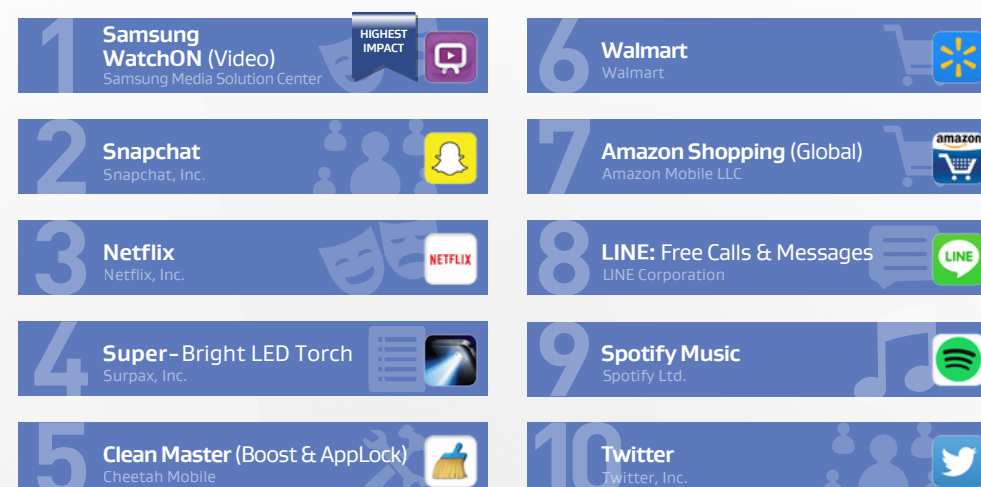 1
Samsung
WatchON (Video)
Samsung Media Solution Center
HIGHEST
IMPACT
2
Snapchat
Snapchat, Inc.
3
Netflix
Netflix, Inc.
NETFLIX
4
Super-Bright LED Torch
Surpax, Inc.
5
Clean Master (Boost & AppLock)
Cheetah Mobile
6
Walmart
Walmart
7
Amazon Shopping (Global)
Amazon Mobile LLC
amazon
8
LINE: Free Calls & Messages
LINE Corporation
LINE
9
Spotify Music
Spotify Ltd.
10
Twitter
Twitter, Inc.